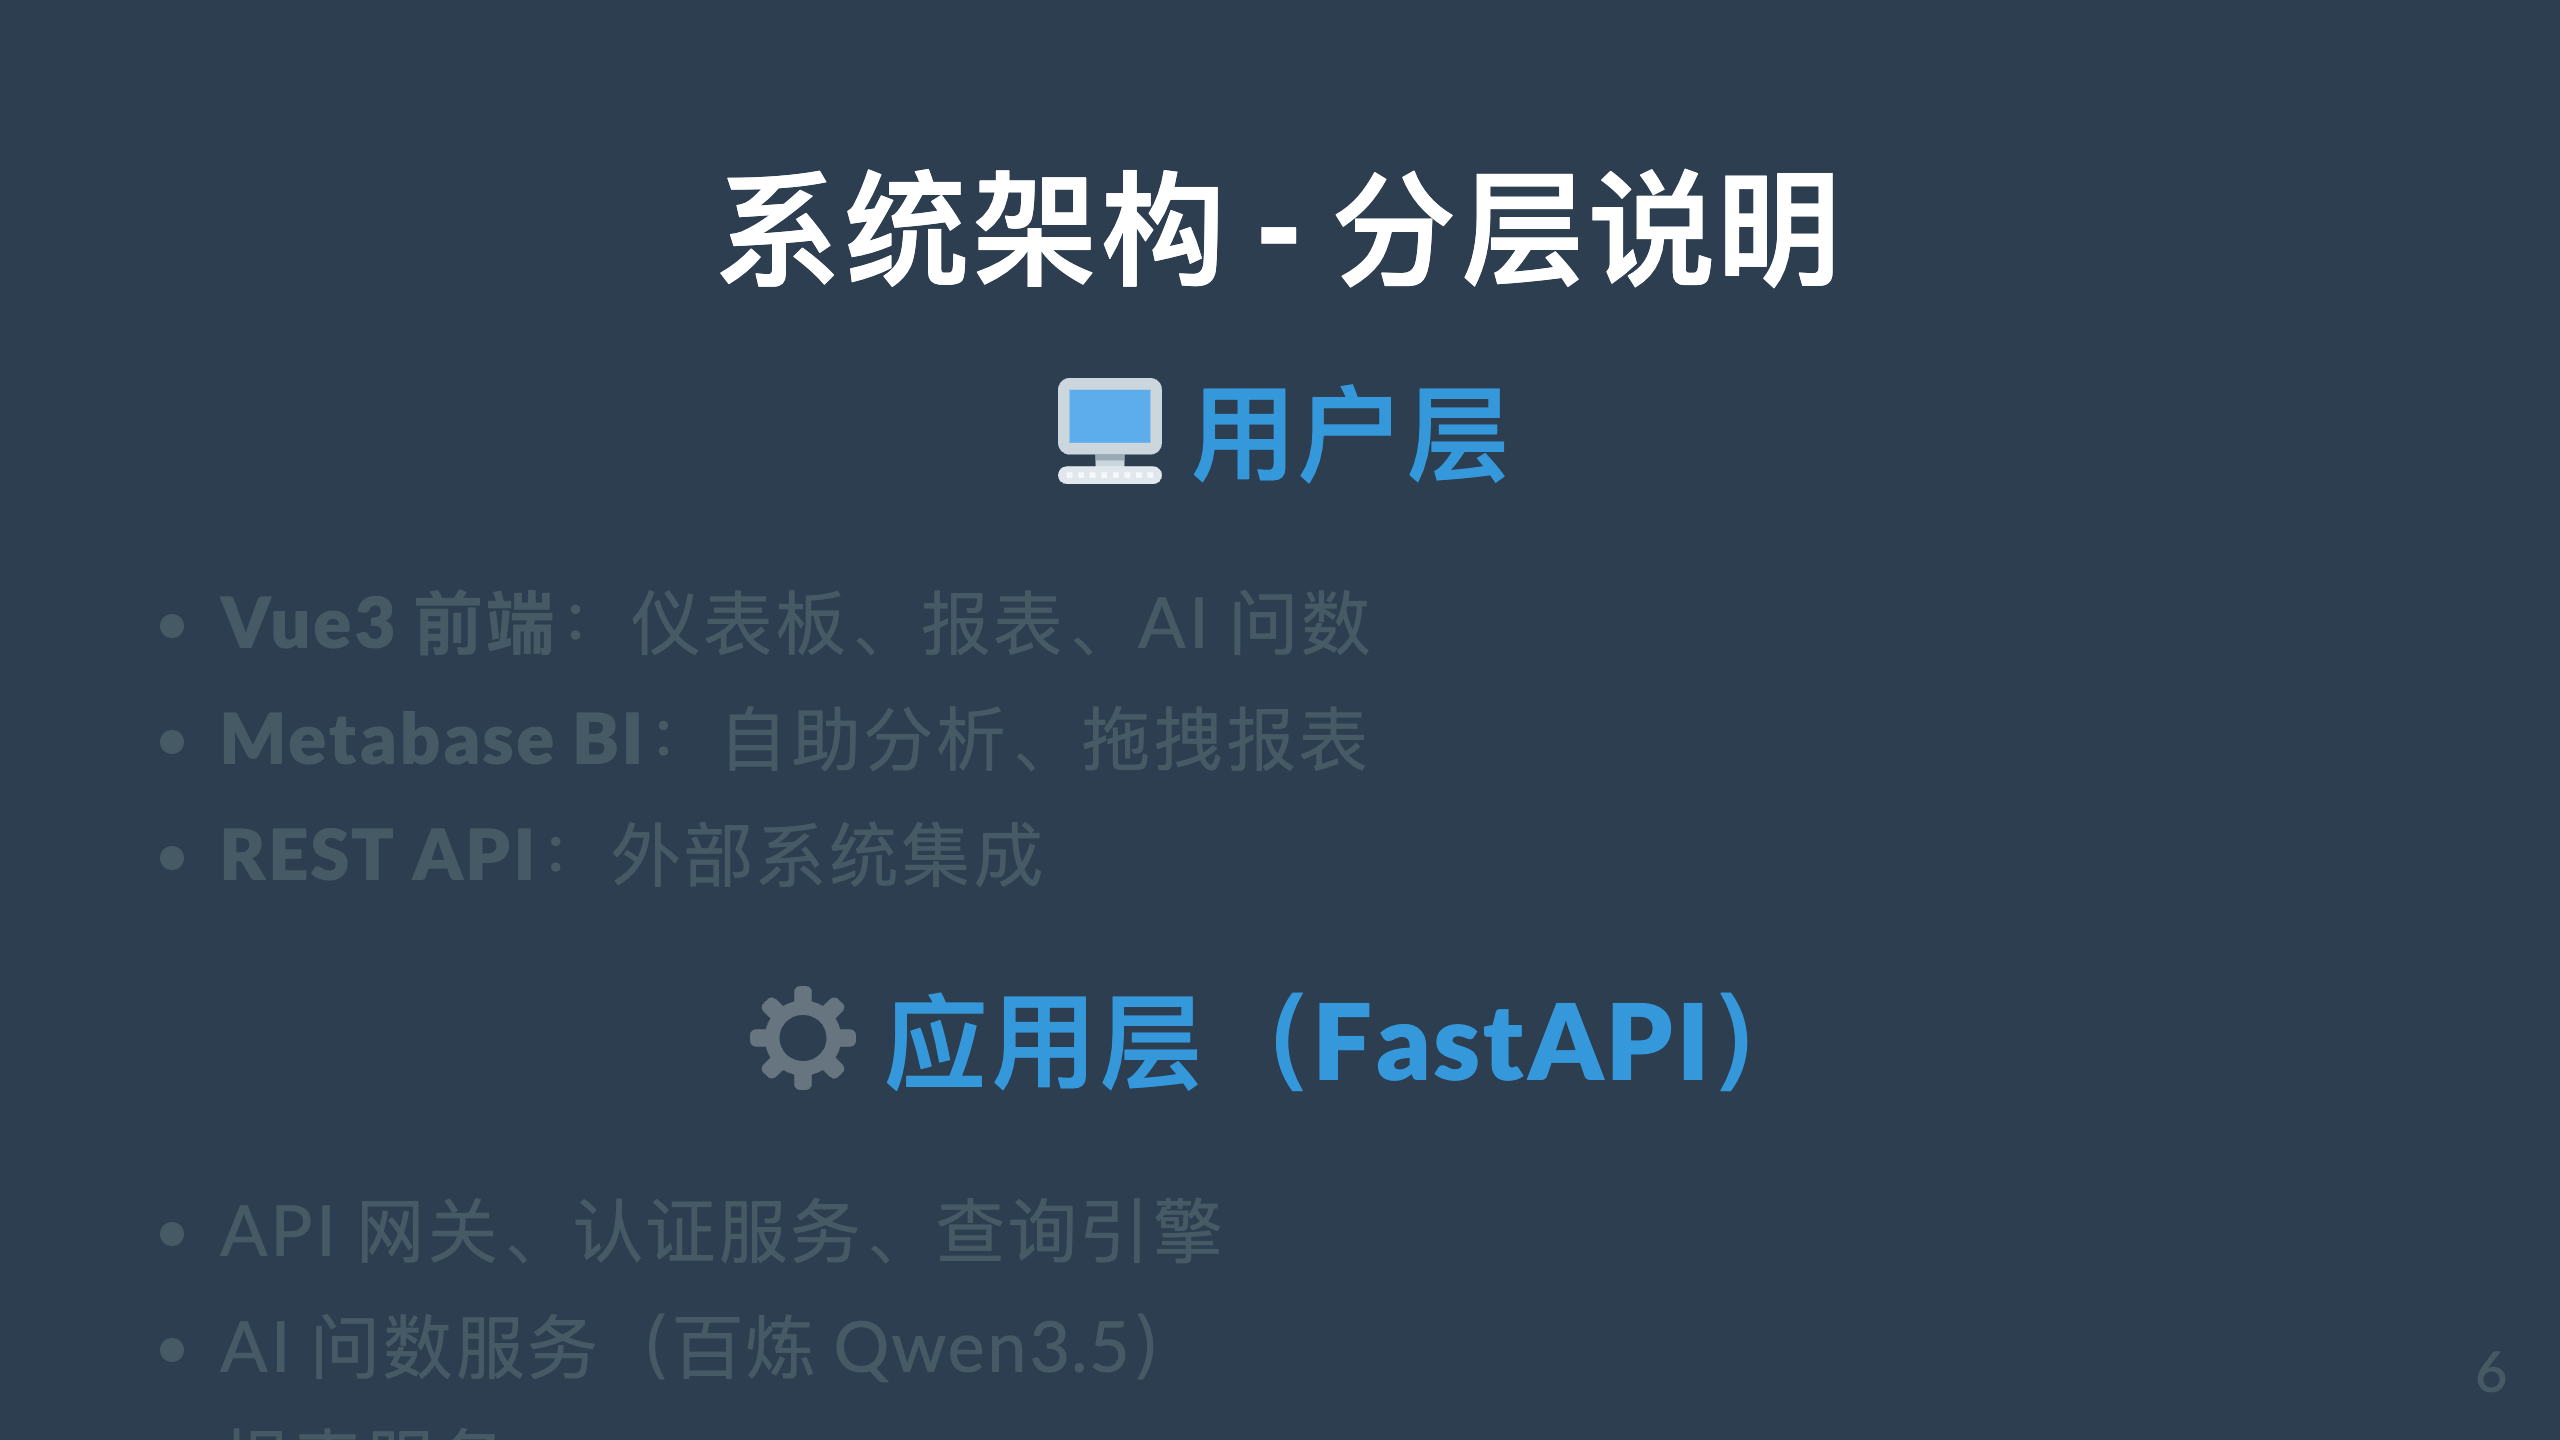 系统架构 - 分层说明
用户层
• Vue3 前端：仪表板、报表、AI 问数
• Metabase BI：自助分析、拖拽报表
• REST API：外部系统集成
应用层（FastAPI）
• API 网关、认证服务、查询引擎
• AI 问数服务（百炼 Qwen3.5）
6